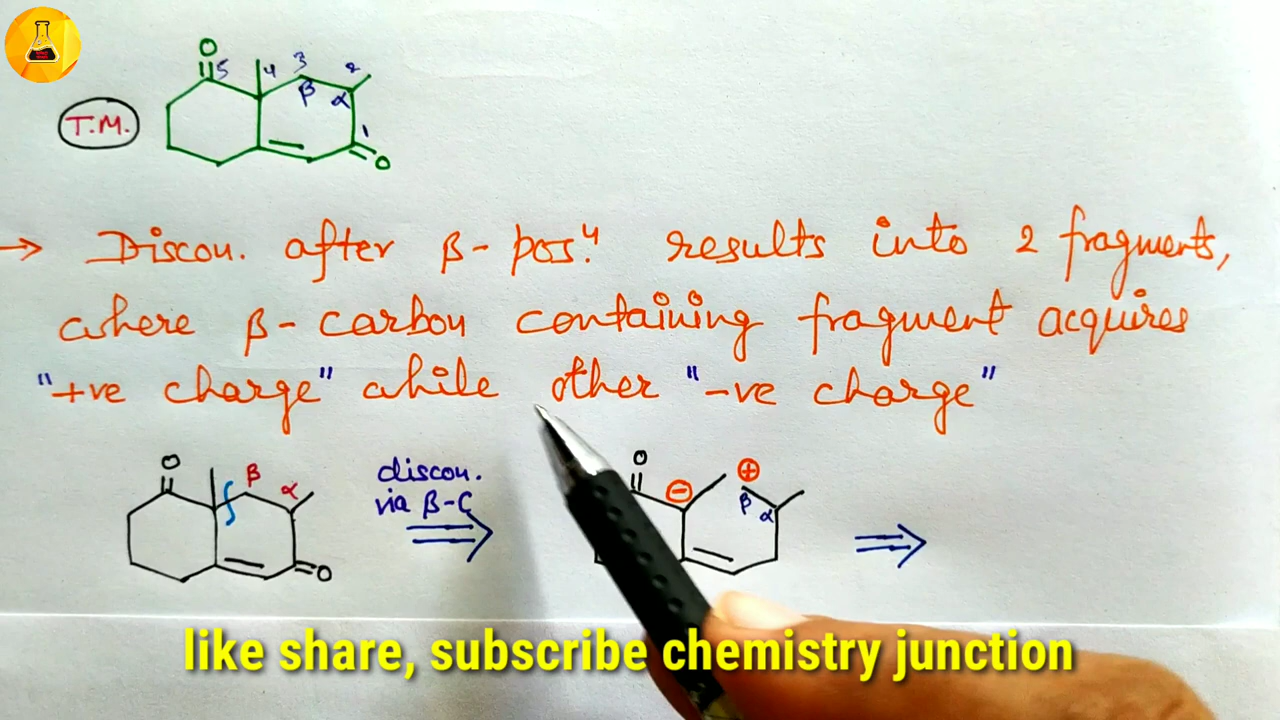 O
5 4 3 2
β α
T.M.
1
O
→ Discon. after β- posⁿ. results into 2 fragments,
where β- carbon containing fragment acquires
"+ve charge" while other "-ve charge"
O β α O
discon.
via β-C
O ⊖ ⊕
β α
like share, subscribe chemistry junction